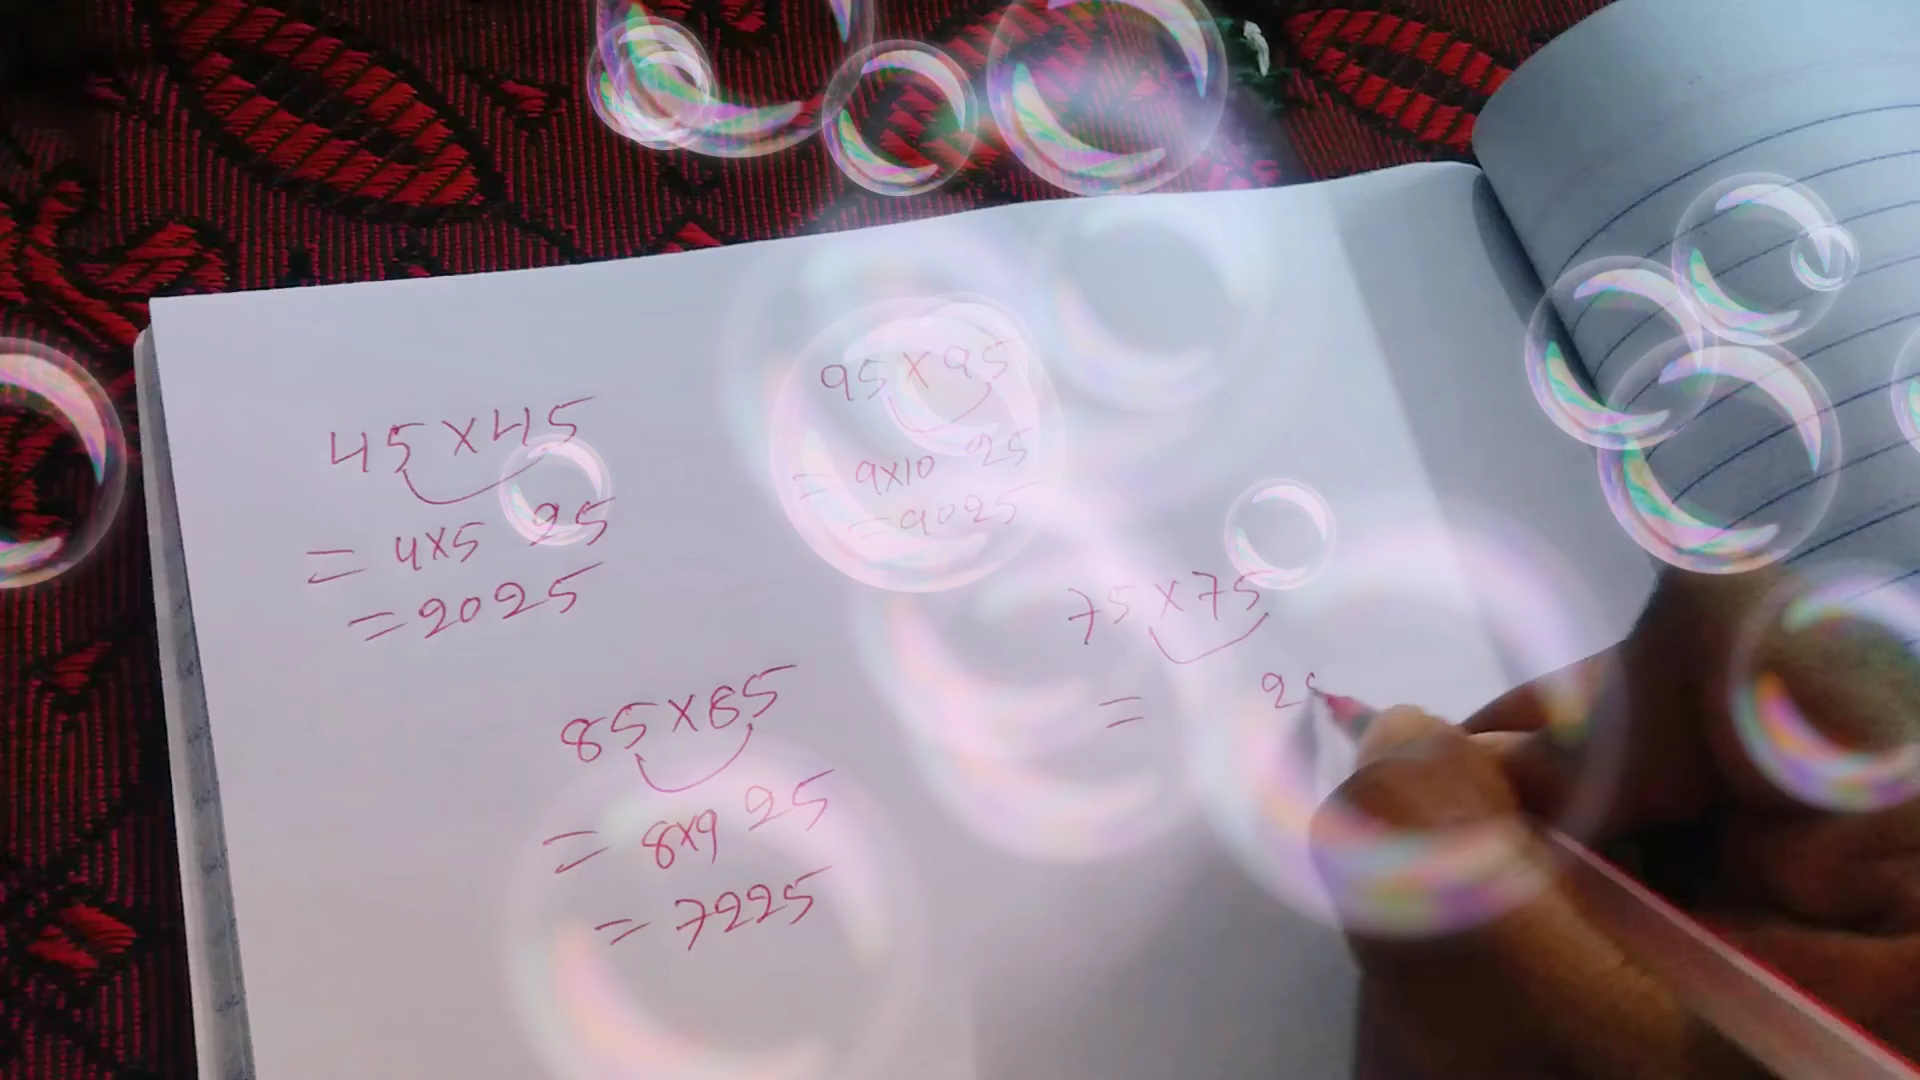 45×45
= 4×5 25
= 2025
95×95
= 9×10 25
= 9025
85×85
= 8×9 25
= 7225
75×75
= 2